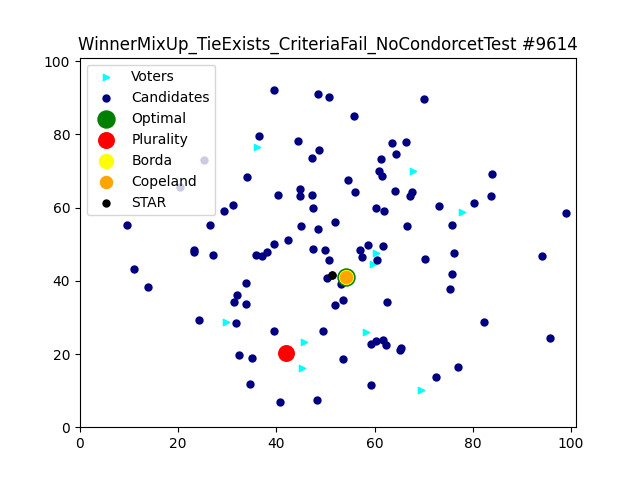 WinnerMixUp_TieExists_CriteriaFail_NoCondorcetTest #9614
100
80
60
40
20
0
Voters
Candidates
Optimal
Plurality
Borda
Copeland
STAR
0 20 40 60 80 100